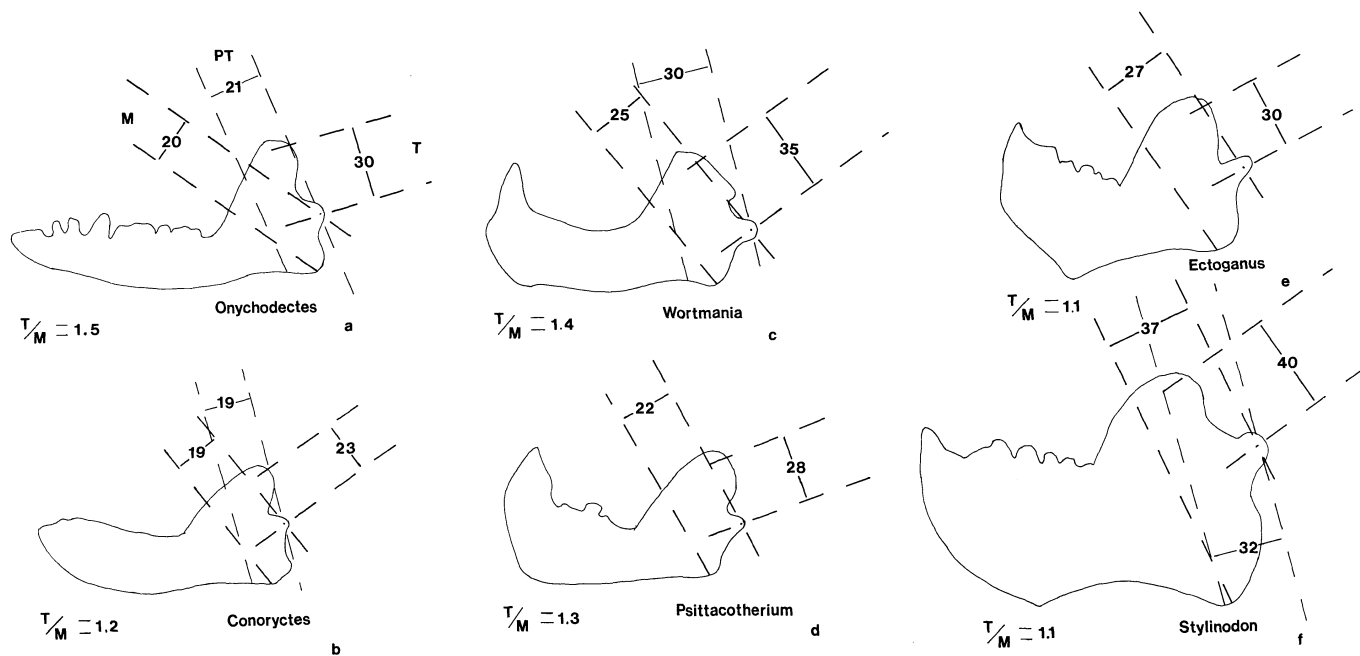 PT
21
M
20
30
T
Onychodectes
T/M = 1.5
a
30
25
35
Wormania
T/M = 1.4
c
27
30
Ectoganus
e
T/M = 1.1
19
19
23
Conoryctes
T/M = 1.2
b
22
28
Psittacotherium
T/M = 1.3
d
37
40
32
T/M = 1.1
Stylinodon
f